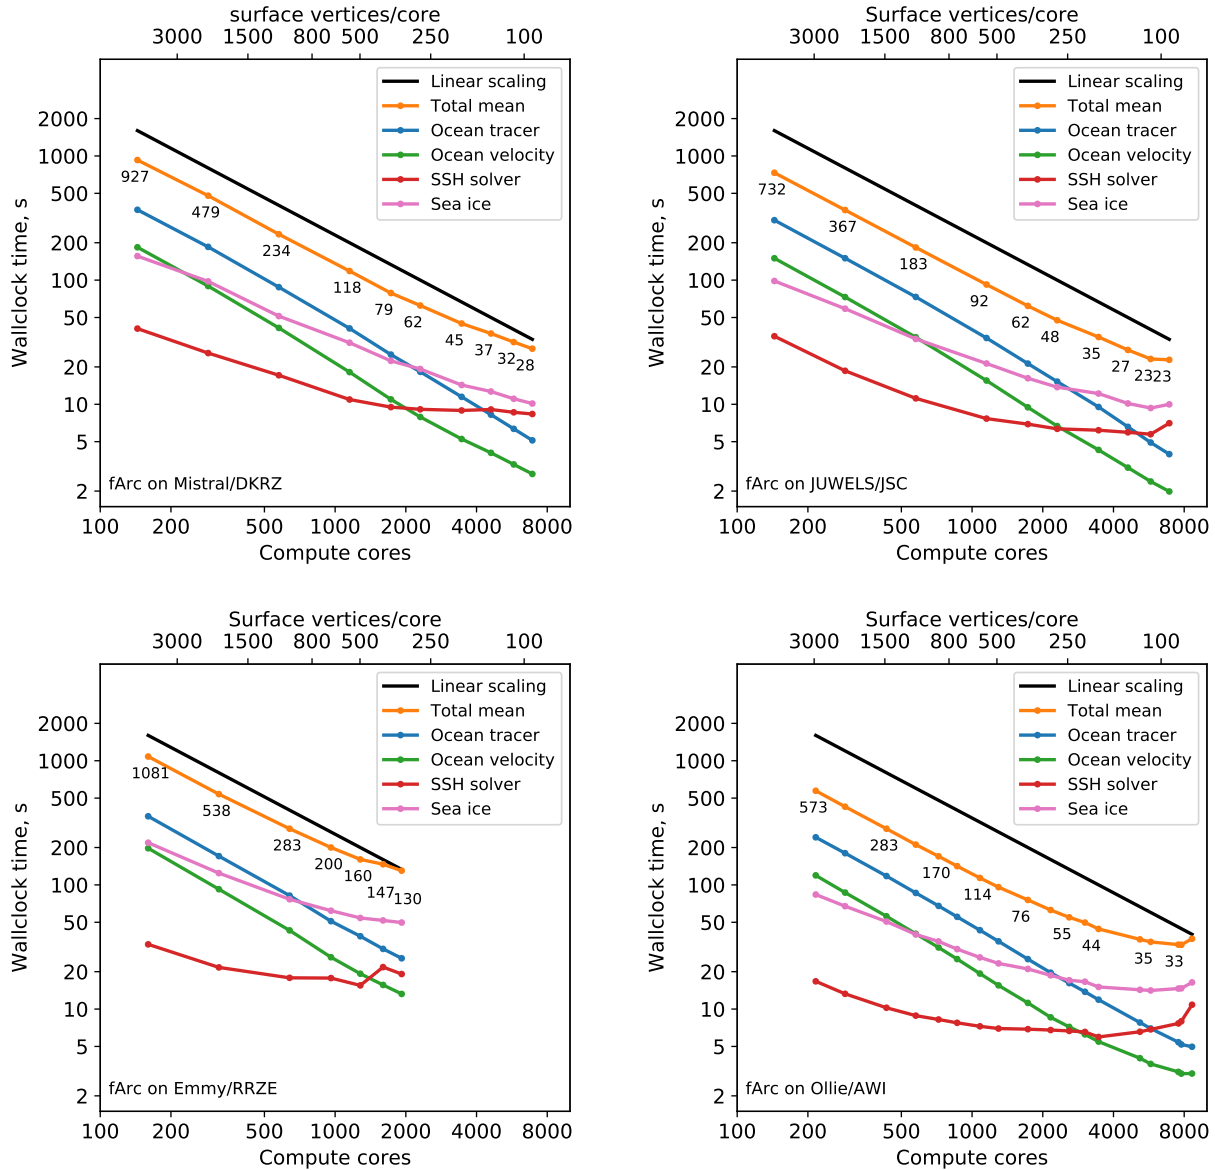 surface vertices/core
3000 1500 800 500 250 100
Wallclock time, s
2000
1000
500
200
100
50
20
10
5
2
Linear scaling
Total mean
Ocean tracer
Ocean velocity
SSH solver
Sea ice
927
479
234
118
79
62
45
37
32
28
fArc on Mistral/DKRZ
100 200 500 1000 2000 4000 8000
Compute cores
Surface vertices/core
3000 1500 800 500 250 100
Wallclock time, s
2000
1000
500
200
100
50
20
10
5
2
Linear scaling
Total mean
Ocean tracer
Ocean velocity
SSH solver
Sea ice
732
367
183
92
62
48
35
27
23
23
fArc on JUWELS/JSC
100 200 500 1000 2000 4000 8000
Compute cores
Surface vertices/core
3000 1500 800 500 250 100
Wallclock time, s
2000
1000
500
200
100
50
20
10
5
2
Linear scaling
Total mean
Ocean tracer
Ocean velocity
SSH solver
Sea ice
1081
538
283
200
160
147
130
fArc on Emmy/RRZE
100 200 500 1000 2000 4000 8000
Compute cores
Surface vertices/core
3000 1500 800 500 250 100
Wallclock time, s
2000
1000
500
200
100
50
20
10
5
2
Linear scaling
Total mean
Ocean tracer
Ocean velocity
SSH solver
Sea ice
573
283
170
114
76
55
44
35
33
fArc on Ollie/AWI
100 200 500 1000 2000 4000 8000
Compute cores